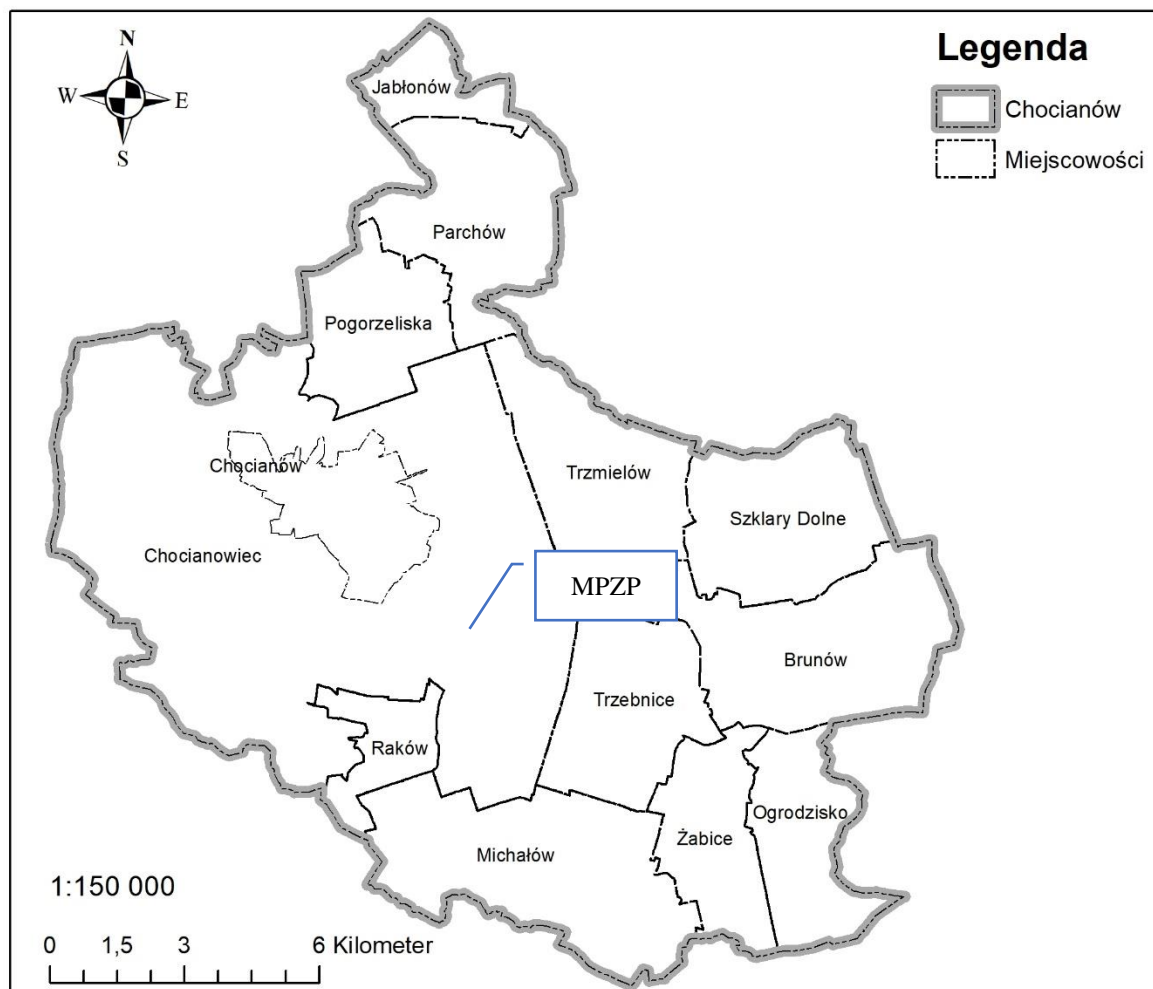 N
W E
S
Legenda
Chocianów
Miejscowości
Jabłonów
Parchów
Pogorzeliska
Chocianów
Trzmielów
Szklary Dolne
Chocianowiec
MPZP
Brunów
Trzebnice
Raków
Ogrodzisko
Żabice
Michałów
1:150 000
0 1,5 3 6 Kilometer